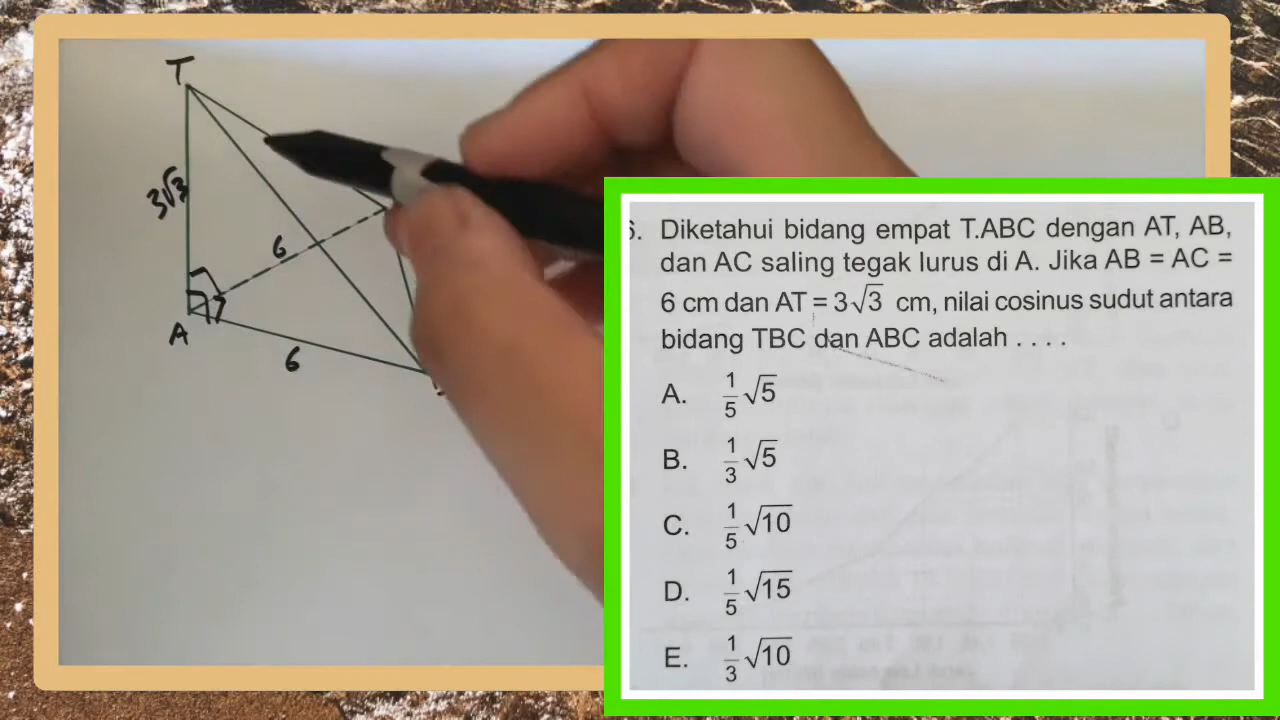 T
3√3
6
A
6
6. Diketahui bidang empat T.ABC dengan AT, AB,
dan AC saling tegak lurus di A. Jika AB = AC =
6 cm dan AT = 3√3 cm, nilai cosinus sudut antara
bidang TBC dan ABC adalah . . . .
A. 1/5 √5
B. 1/3 √5
C. 1/5 √10
D. 1/5 √15
E. 1/3 √10